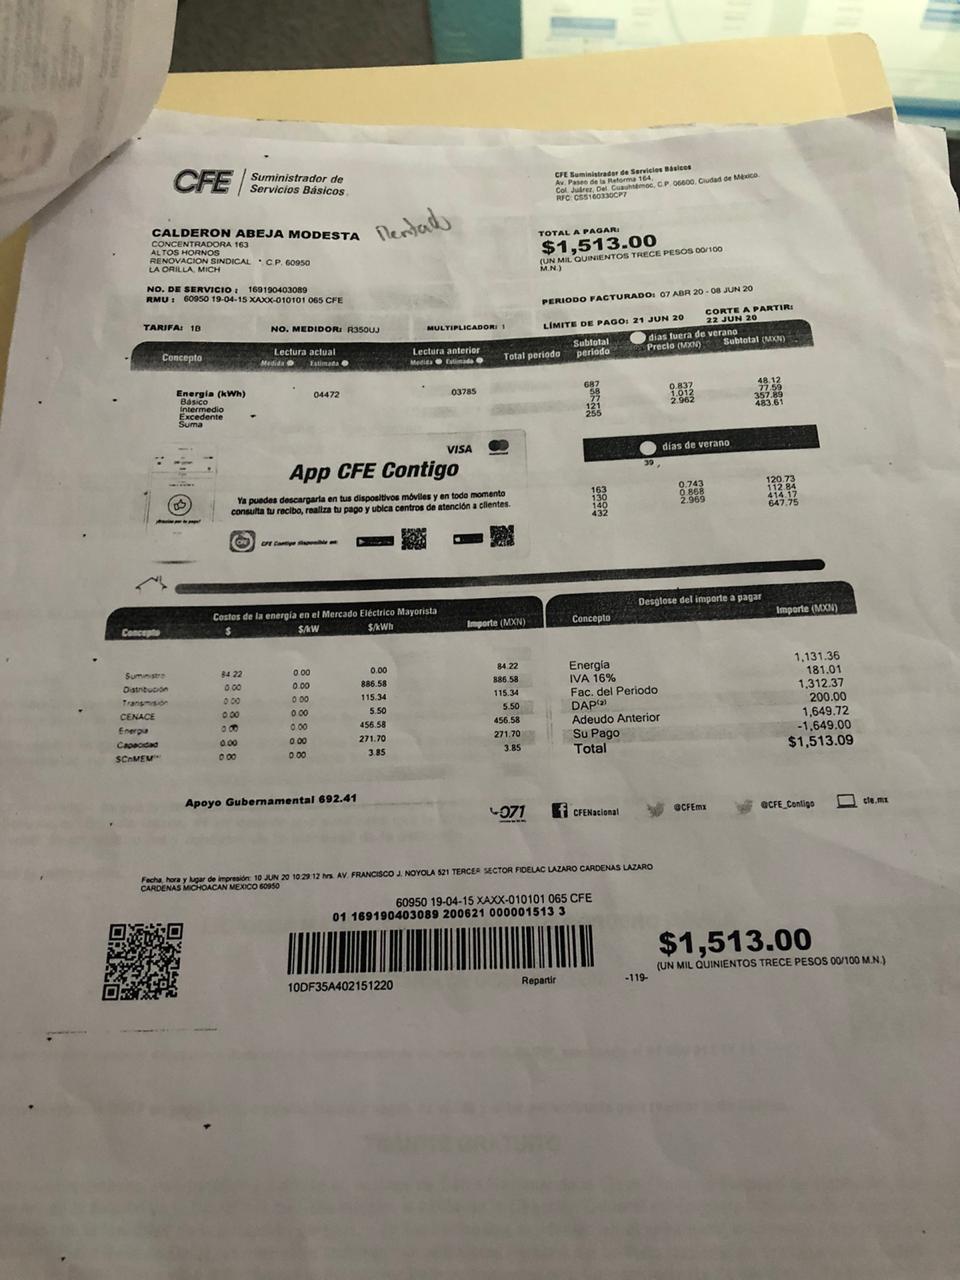 CFE
Suministrador de
Servicios Básicos
CFE Suministrador de Servicios Básicos
Av. Paseo de la Reforma 164,
Col. Juárez, Del. Cuauhtémoc, C.P. 06600, Ciudad de México.
RFC: CSS160330CP7
CALDERON ABEJA MODESTA
CONCENTRADORA 163
ALTOS HORNOS
RENOVACION SINDICAL C.P. 60950
LA ORILLA, MICH
TOTAL A PAGAR:
$1,513.00
(UN MIL QUINIENTOS TRECE PESOS 00/100
M.N.)
NO. DE SERVICIO : 169190403089
RMU : 60950 19-04-15 XAXX-010101 065 CFE
PERIODO FACTURADO: 07 ABR 20 - 08 JUN 20
TARIFA: 1B NO. MEDIDOR: R350UJ MULTIPLICADOR: 1 LÍMITE DE PAGO: 21 JUN 20 CORTE A PARTIR:
22 JUN 20
Concepto Lectura actual Lectura anterior Total periodo Subtotal periodo días fuera de verano
Medida Estimada Medida Estimada Precio (MXN) Subtotal (MXN)
Energía (kWh) 04472 03785 687
Básico 58 0.837 48.12
Intermedio 77 1.012 77.59
Excedente 121 2.962 357.89
Suma 255 483.61
días de verano
39
163 0.743 120.73
130 0.868 112.84
140 2.969 414.17
432 647.75
VISA
App CFE Contigo
Ya puedes descargarla en tus dispositivos móviles y en todo momento
consulta tu recibo, realiza tu pago y ubica centros de atención a clientes.
CFE Contigo disponible en:
Costos de la energía en el Mercado Eléctrico Mayorista
Concepto $ $/kW $/kWh Importe (MXN)
Suministro 84.22 0.00 0.00 84.22
Distribución 0.00 0.00 886.58 886.58
Transmisión 0.00 0.00 115.34 115.34
CENACE 0.00 0.00 5.50 5.50
Energía 0.00 0.00 456.58 456.58
Capacidad 0.00 0.00 271.70 271.70
SCnMEM 0.00 0.00 3.85 3.85
Desglose del importe a pagar
Concepto Importe (MXN)
Energía 1,131.36
IVA 16% 181.01
Fac. del Periodo 1,312.37
DAP(2) 200.00
Adeudo Anterior 1,649.72
Su Pago -1,649.00
Total $1,513.09
Apoyo Gubernamental 692.41
071 CFENacional @CFEmx @CFE_Contigo cfe.mx
Fecha, hora y lugar de impresión: 10 JUN 20 10:29:12 hrs. AV. FRANCISCO J. NOYOLA 521 TERCER SECTOR FIDELAC LAZARO CARDENAS LAZARO
CARDENAS MICHOACAN MEXICO 60950
60950 19-04-15 XAXX-010101 065 CFE
01 169190403089 200621 000001513 3
$1,513.00
(UN MIL QUINIENTOS TRECE PESOS 00/100 M.N.)
10DF35A402151220 Repartir -119-